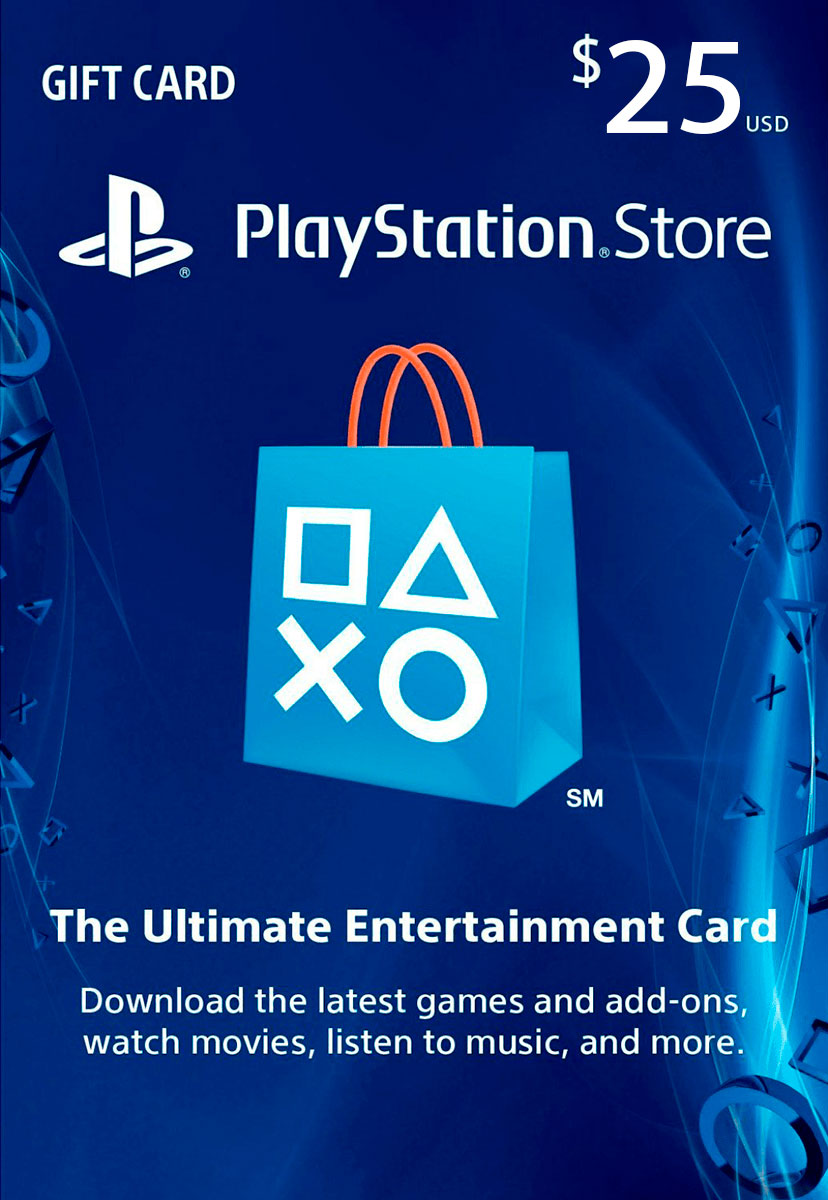 GIFT CARD
$25 USD
PlayStation®Store
®
SM
The Ultimate Entertainment Card
Download the latest games and add-ons,
watch movies, listen to music, and more.